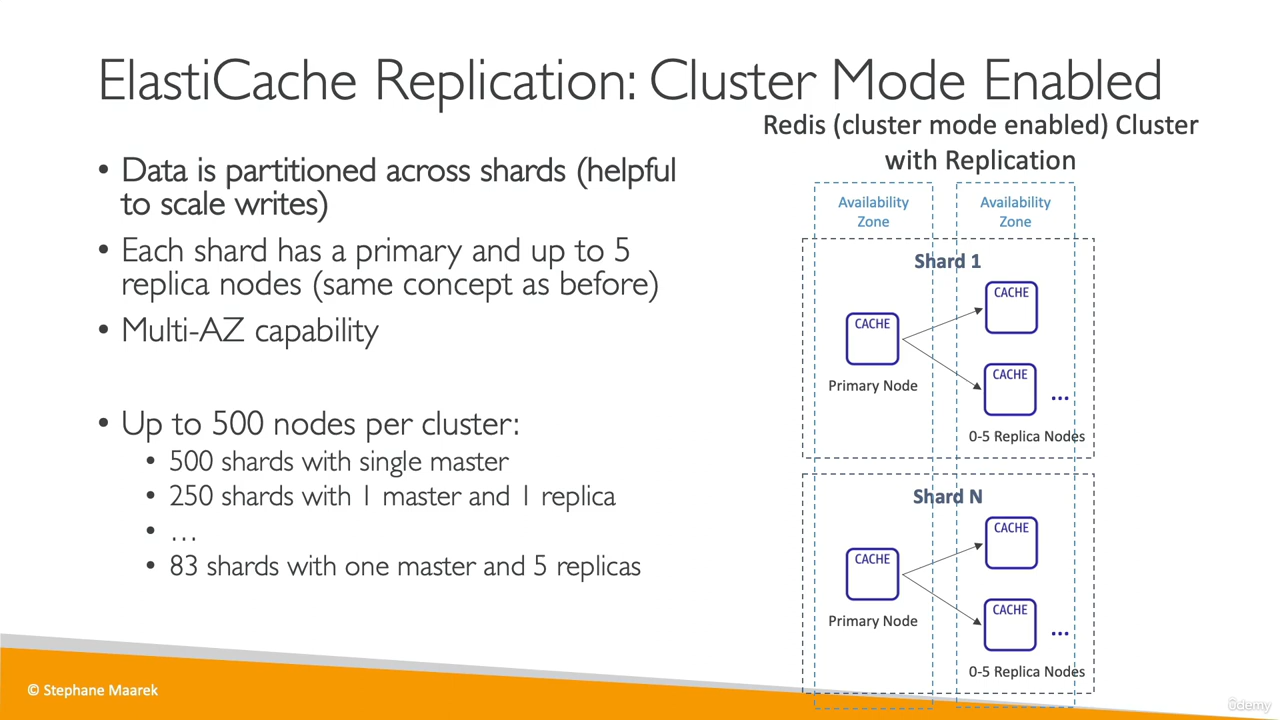 ElastiCache Replication: Cluster Mode Enabled
• Data is partitioned across shards (helpful
to scale writes)
• Each shard has a primary and up to 5
replica nodes (same concept as before)
• Multi-AZ capability
• Up to 500 nodes per cluster:
• 500 shards with single master
• 250 shards with 1 master and 1 replica
• …
• 83 shards with one master and 5 replicas
Redis (cluster mode enabled) Cluster
with Replication
Availability
Zone
Availability
Zone
Shard 1
CACHE
CACHE
CACHE
Primary Node
...
0-5 Replica Nodes
Shard N
CACHE
CACHE
CACHE
Primary Node
...
0-5 Replica Nodes
© Stephane Maarek
ûdemy